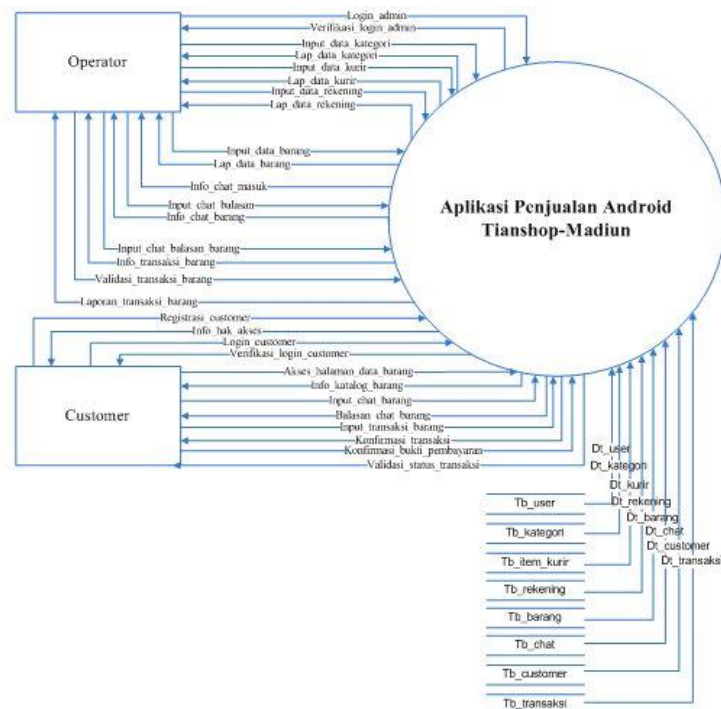 Login_admin
Verifikasi_login_admin
Input_data_kategori
Lap_data_kategori
Input_data_kurir
Lap_data_kurir
Input_data_rekening
Lap_data_rekening
Operator
Input_data_barang
Lap_data_barang
Info_chat_masuk
Input_chat_balasan
Info_chat_barang
Input_chat_balasan_barang
Info_transaksi_barang
Validasi_transaksi_barang
Laporan_transaksi_barang
Aplikasi Penjualan Android
Tianshop-Madiun
Registrasi_customer
Info_hak_akses
Login_customer
Verifikasi_login_customer
Customer
Akses_halaman_data_barang
Info_katalog_barang
Input_chat_barang
Balasan_chat_barang
Input_transaksi_barang
Konfirmasi_transaksi
Konfirmasi_bukti_pembayaran
Validasi_status_transaksi
Dt_user
Dt_kategori
Dt_kurir
Dt_rekening
Dt_barang
Dt_chat
Dt_customer
Dt_transaksi
Tb_user
Tb_kategori
Tb_item_kurir
Tb_rekening
Tb_barang
Tb_chat
Tb_customer
Tb_transaksi